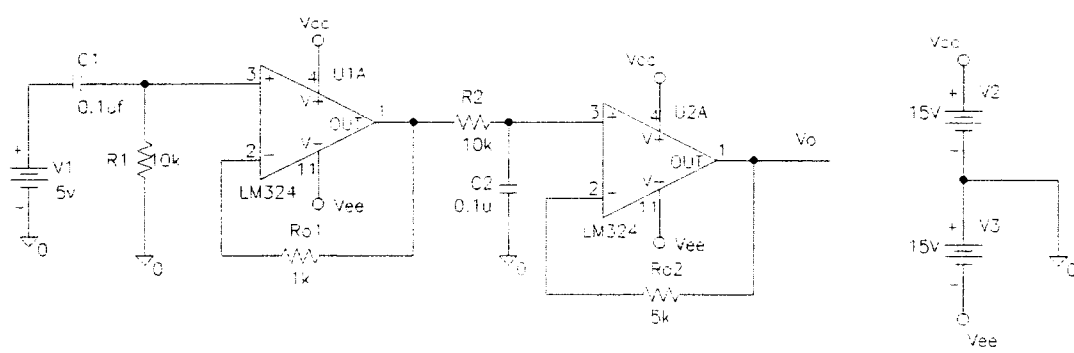 C1
0.1uf
V1
5v
R1
10k
0
0
Vcc
U1A
3
+
4
V+
OUT
1
2
-
V-
11
LM324
Vee
Ro1
1k
R2
10k
C2
0.1u
0
Vcc
U2A
3
+
4
V+
OUT
1
2
-
V-
11
LM324
Vee
Ro2
5k
Vo
Vcc
+
V2
15V
-
+
V3
15V
-
0
Vee